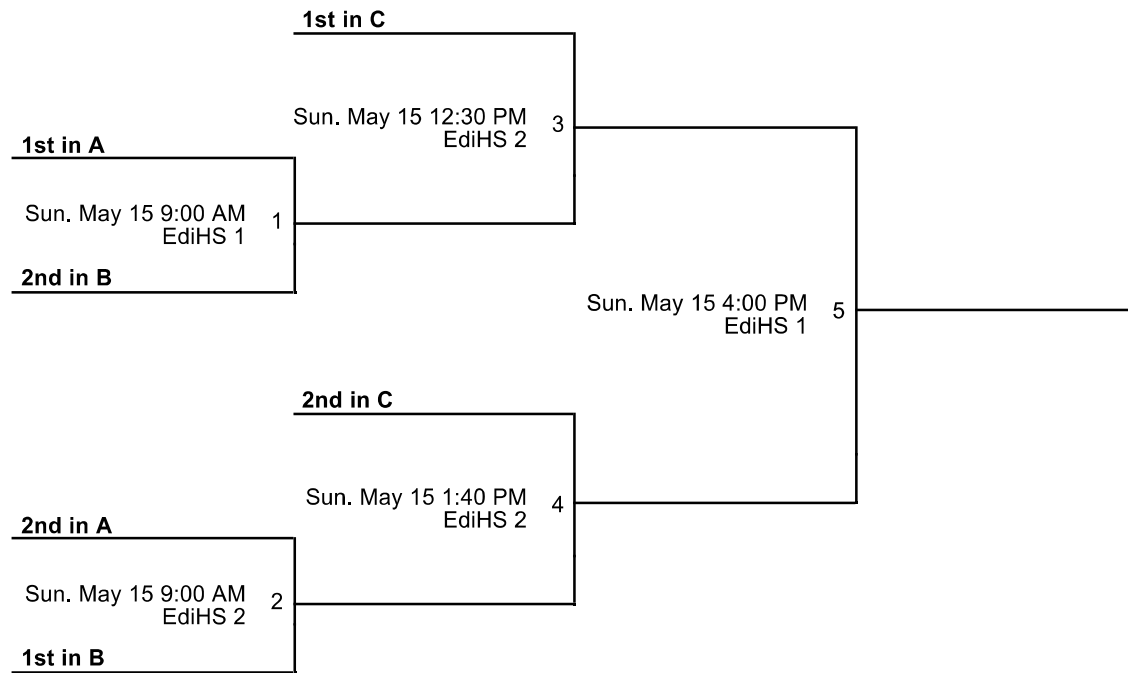 1st in C
Sun. May 15 12:30 PM
3
EdiHS 2
1st in A
Sun. May 15 9:00 AM
1
EdiHS 1
2nd in B
Sun. May 15 4:00 PM
5
EdiHS 1
2nd in C
Sun. May 15 1:40 PM
4
EdiHS 2
2nd in A
Sun. May 15 9:00 AM
2
EdiHS 2
1st in B